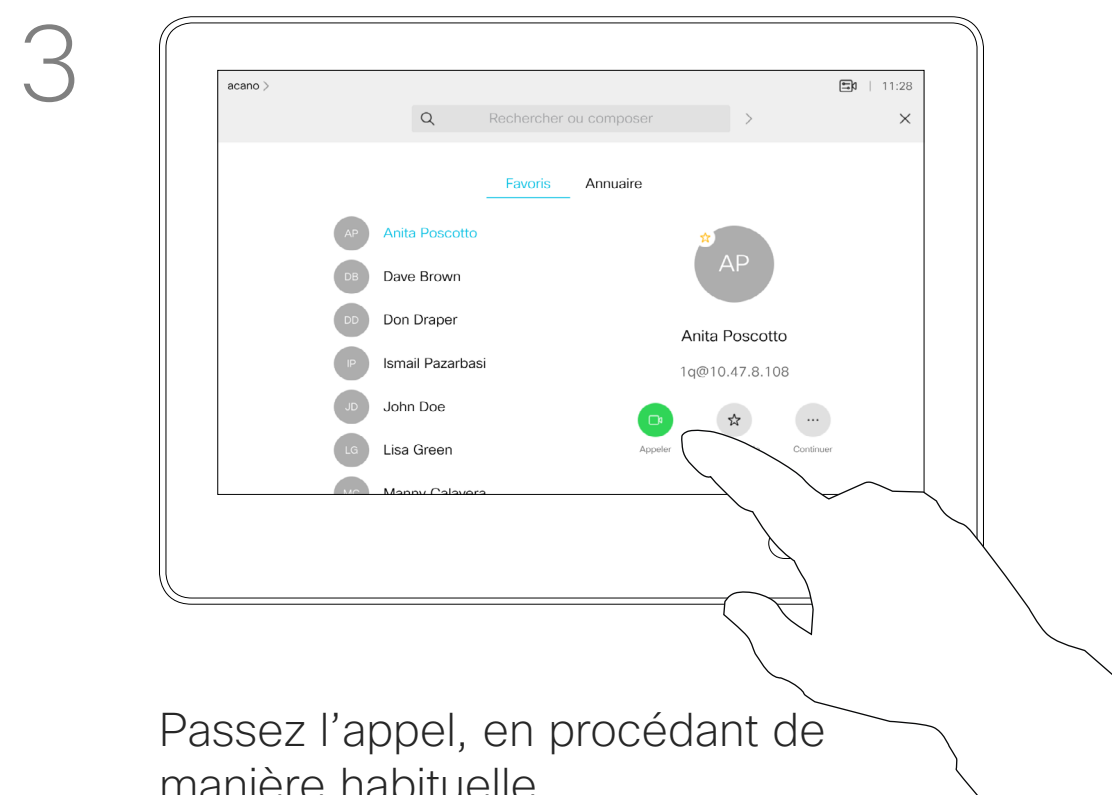 3
acano >
11:28
Rechercher ou composer
Favoris
Annuaire
AP
Anita Poscotto
DB
Dave Brown
DD
Don Draper
IP
Ismail Pazarbasi
JD
John Doe
LG
Lisa Green
MC
Manny Calavera
AP
Anita Poscotto
1q@10.47.8.108
Appeler
Continuer
Passez l’appel, en procédant de
manière habituelle